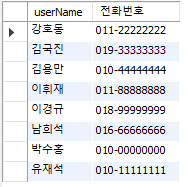 userName 전화번호
강호동 011-22222222
김국진 019-33333333
김용만 010-44444444
이휘재 011-88888888
이경규 018-99999999
남희석 016-66666666
박수홍 010-00000000
유재석 010-11111111